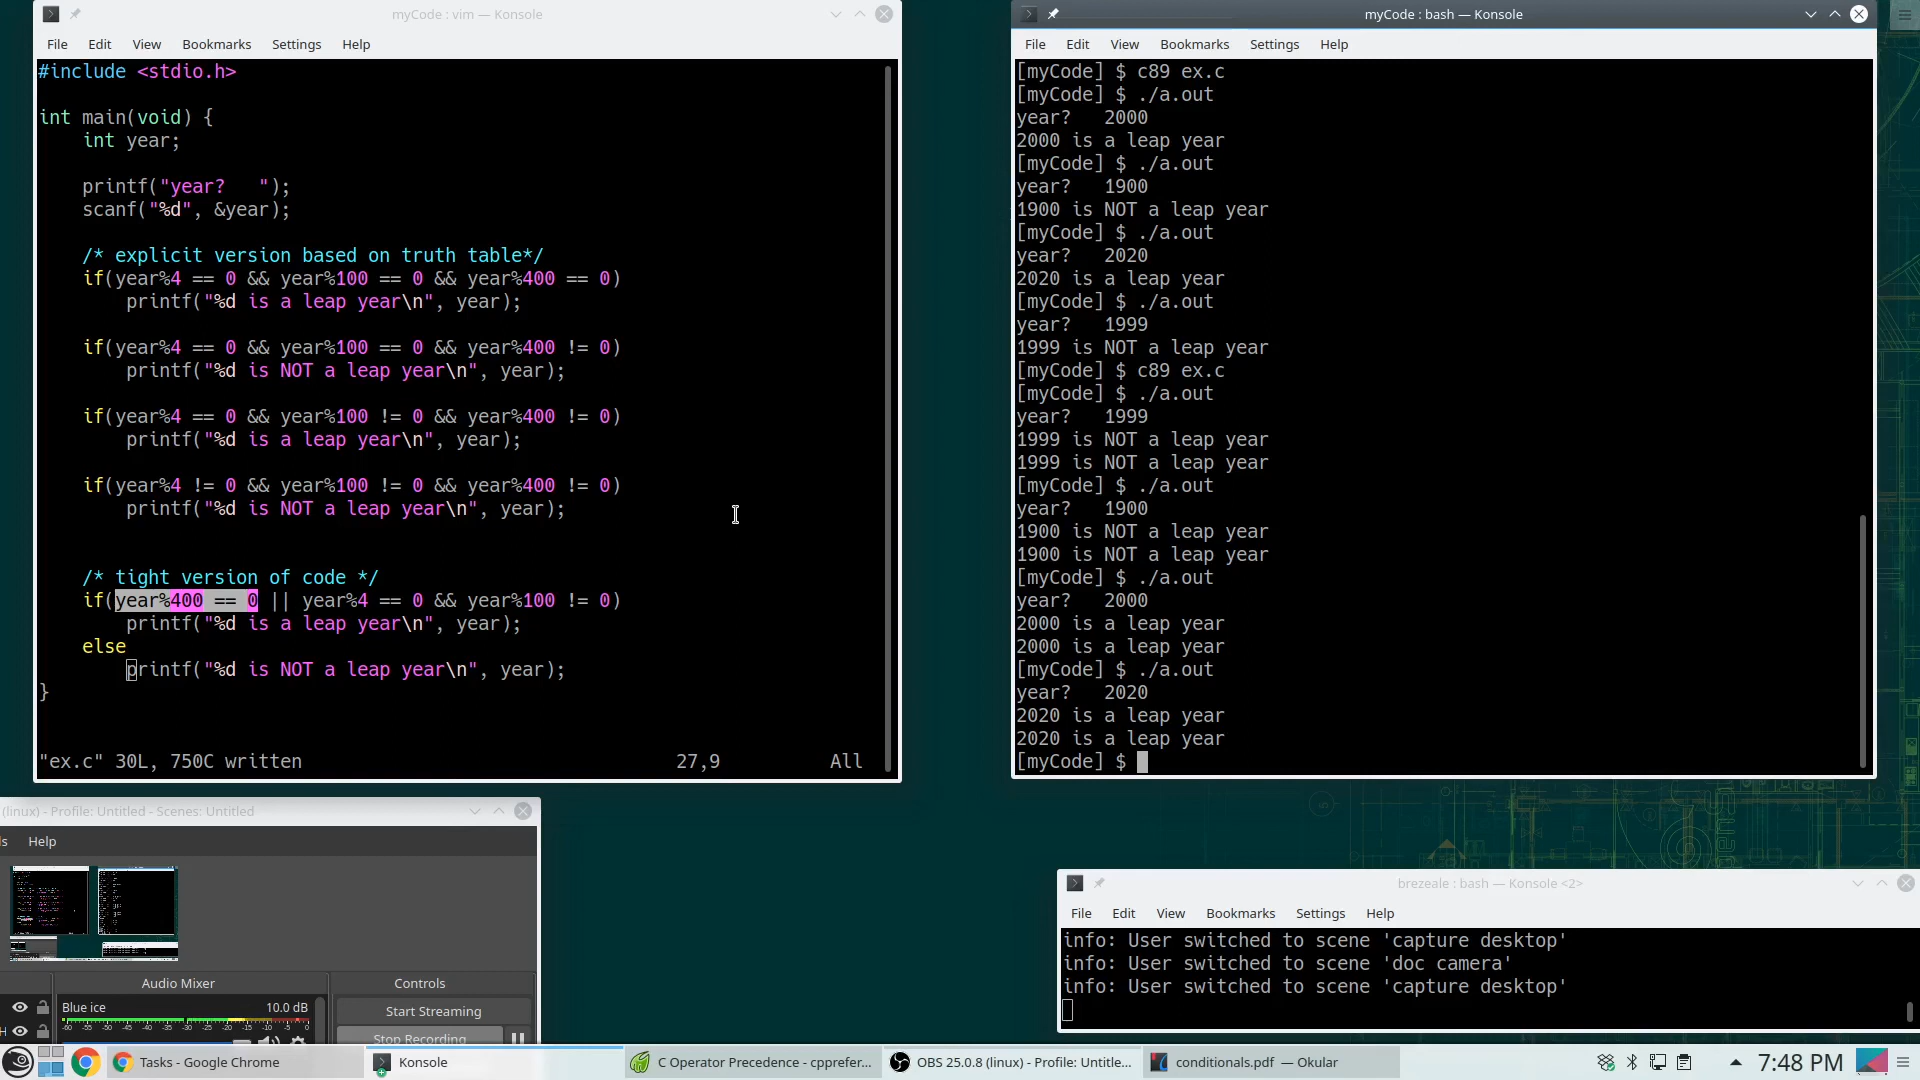 myCode : vim — Konsole
File Edit View Bookmarks Settings Help
#include <stdio.h>
int main(void) {
    int year;
    printf("year?   ");
    scanf("%d", &year);
    /* explicit version based on truth table*/
    if(year%4 == 0 && year%100 == 0 && year%400 == 0)
        printf("%d is a leap year\n", year);
    if(year%4 == 0 && year%100 == 0 && year%400 != 0)
        printf("%d is NOT a leap year\n", year);
    if(year%4 == 0 && year%100 != 0 && year%400 != 0)
        printf("%d is a leap year\n", year);
    if(year%4 != 0 && year%100 != 0 && year%400 != 0)
        printf("%d is NOT a leap year\n", year);
    /* tight version of code */
    if(year%400 == 0 || year%4 == 0 && year%100 != 0)
        printf("%d is a leap year\n", year);
    else
        printf("%d is NOT a leap year\n", year);
}
"ex.c" 30L, 750C written 27,9 All
myCode : bash — Konsole
File Edit View Bookmarks Settings Help
[myCode] $ c89 ex.c
[myCode] $ ./a.out
year?   2000
2000 is a leap year
[myCode] $ ./a.out
year?   1900
1900 is NOT a leap year
[myCode] $ ./a.out
year?   2020
2020 is a leap year
[myCode] $ ./a.out
year?   1999
1999 is NOT a leap year
[myCode] $ c89 ex.c
[myCode] $ ./a.out
year?   1999
1999 is NOT a leap year
1999 is NOT a leap year
[myCode] $ ./a.out
year?   1900
1900 is NOT a leap year
1900 is NOT a leap year
[myCode] $ ./a.out
year?   2000
2000 is a leap year
2000 is a leap year
[myCode] $ ./a.out
year?   2020
2020 is a leap year
2020 is a leap year
[myCode] $
(linux) - Profile: Untitled - Scenes: Untitled
ls Help
Audio Mixer Controls
Blue ice 10.0 dB
-60 -55 -50 -45 -40 -35 -30 -25 -20 -15 -10 -5 0
Start Streaming
Stop Recording
brezeale : bash — Konsole <2>
File Edit View Bookmarks Settings Help
info: User switched to scene 'capture desktop'
info: User switched to scene 'doc camera'
info: User switched to scene 'capture desktop'
Tasks - Google Chrome Konsole C Operator Precedence - cpprefer... OBS 25.0.8 (linux) - Profile: Untitle... conditionals.pdf — Okular 7:48 PM